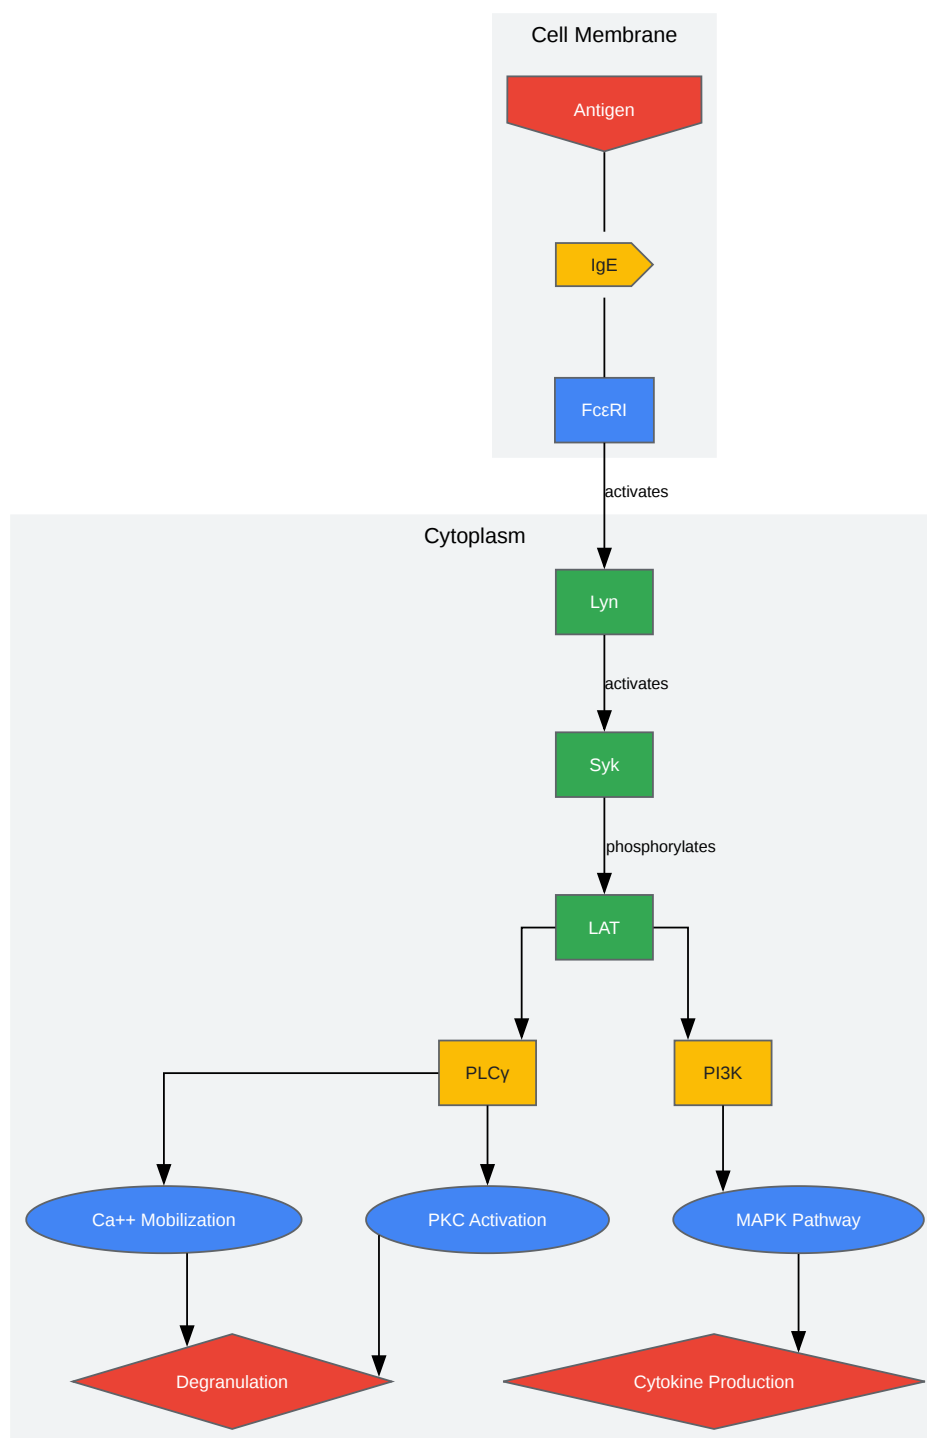 Cell Membrane
Antigen
IgE
FcεRI
activates
Cytoplasm
Lyn
activates
Syk
phosphorylates
LAT
PLCγ
PI3K
Ca++ Mobilization
PKC Activation
MAPK Pathway
Degranulation
Cytokine Production